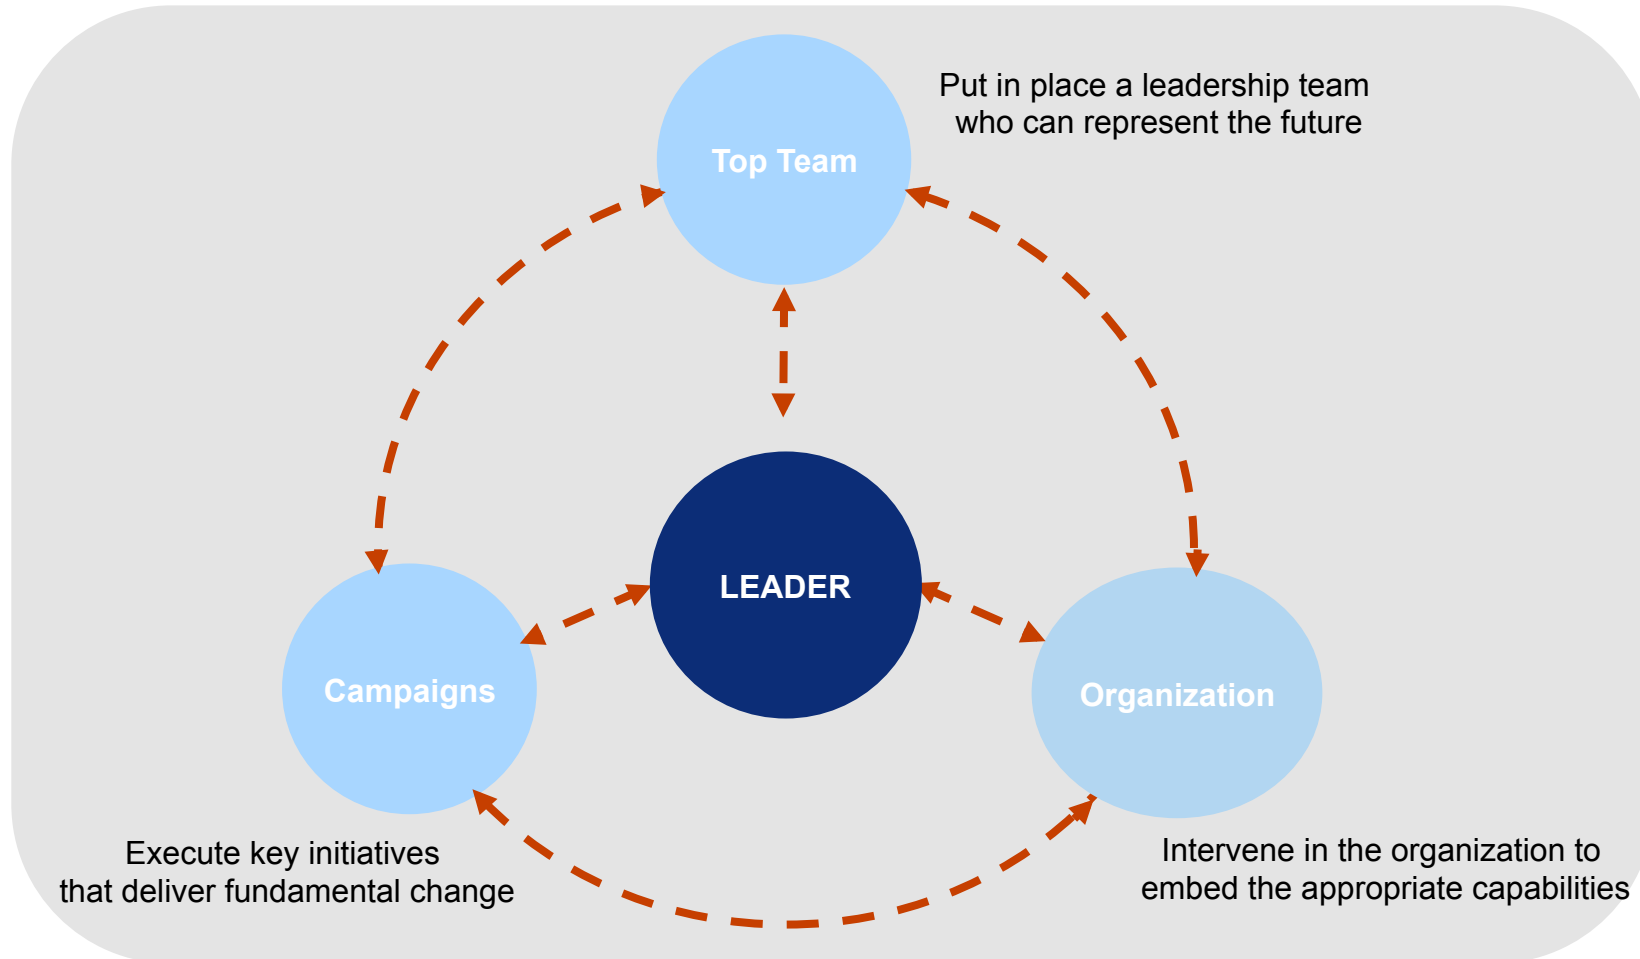 Put in place a leadership team
who can represent the future
Top Team
LEADER
Campaigns
Organization
Execute key initiatives
that deliver fundamental change
Intervene in the organization to
embed the appropriate capabilities